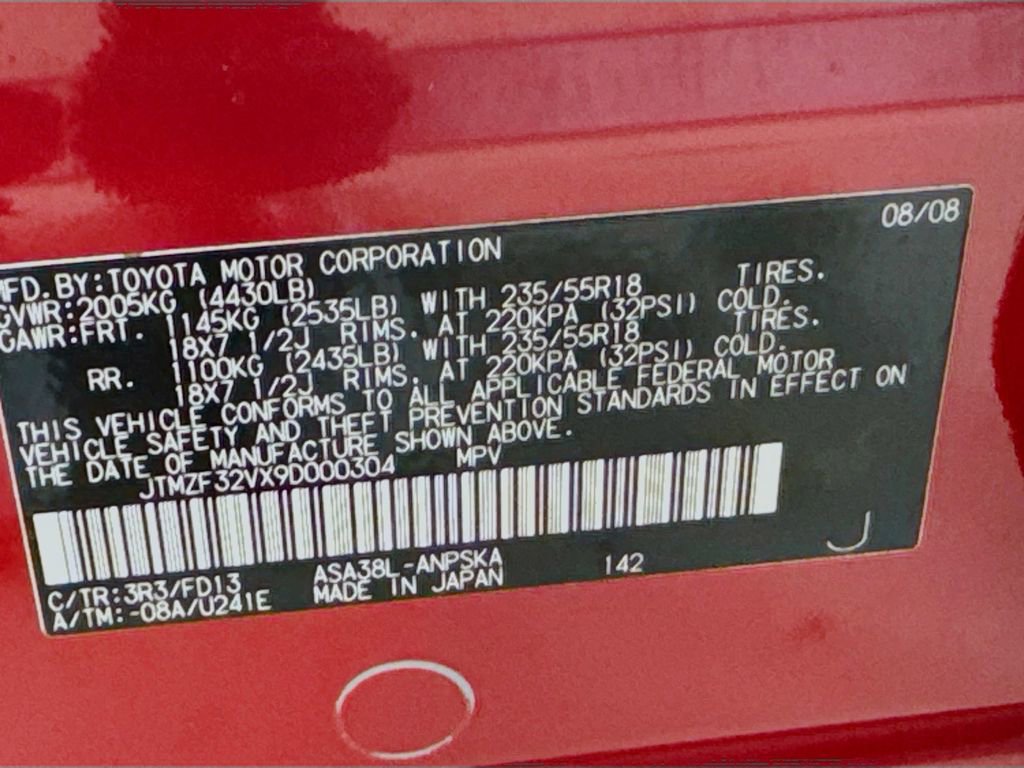 MFD. BY: TOYOTA MOTOR CORPORATION 08/08
GVWR: 2005KG (4430LB)
GAWR: FRT. 1145KG (2535LB) WITH 235/55R18 TIRES.
18X7 1/2J RIMS. AT 220KPA (32PSI) COLD.
RR. 1100KG (2435LB) WITH 235/55R18 TIRES.
18X7 1/2J RIMS. AT 220KPA (32PSI) COLD.
THIS VEHICLE CONFORMS TO ALL APPLICABLE FEDERAL MOTOR
VEHICLE SAFETY AND THEFT PREVENTION STANDARDS IN EFFECT ON
THE DATE OF MANUFACTURE SHOWN ABOVE.
JTMZF32VX9D000304 MPV
C/TR: 3R3/FD13 ASA38L-ANPSKA 142 J
A/TM: -08A/U241E MADE IN JAPAN